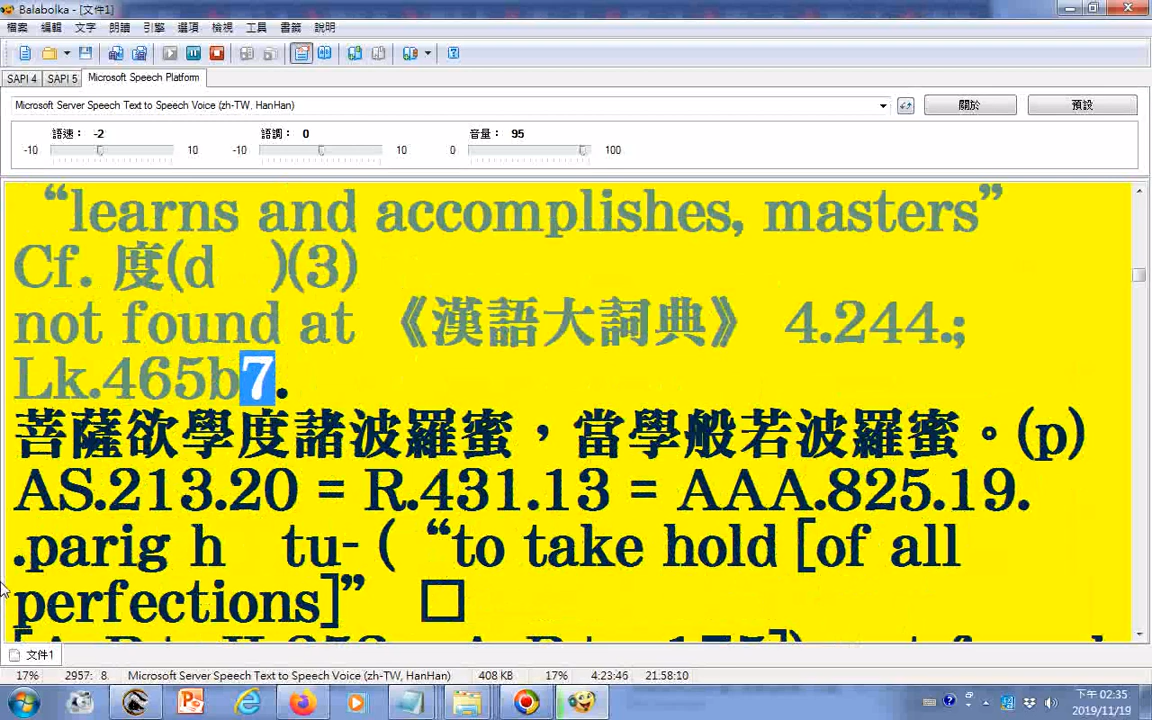 Balabolka - [文件1]
檔案 編輯 文字 朗讀 引擎 選項 檢視 工具 書籤 說明
SAPI 4 SAPI 5 Microsoft Speech Platform
Microsoft Server Speech Text to Speech Voice (zh-TW, HanHan) 關於 預設
語速： -2 語調： 0 音量： 95
-10 10 -10 10 0 100
“learns and accomplishes, masters”
Cf. 度(d )(3)
not found at 《漢語大詞典》 4.244.;
Lk.465b7.
菩薩欲學度諸波羅蜜，當學般若波羅蜜。(p)
AS.213.20 = R.431.13 = AAA.825.19.
.parig h tu- ( “to take hold [of all
perfections]” □
文件1
17% 2957: 8. Microsoft Server Speech Text to Speech Voice (zh-TW, HanHan) 408 KB 17% 4:23:46 21.58:10
下午 02:35
2019/11/19